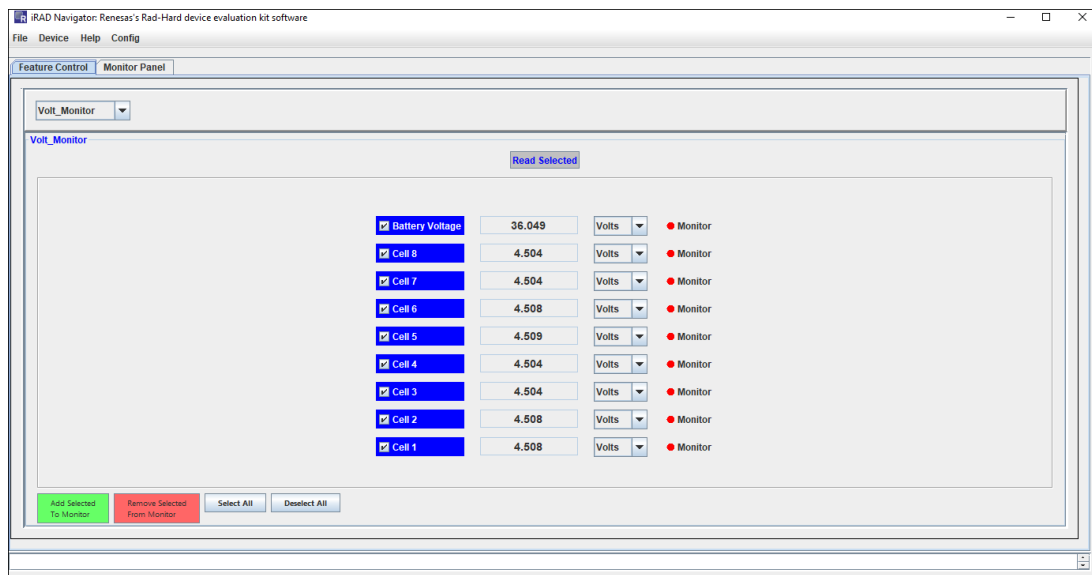 iRAD Navigator: Renesas's Rad-Hard device evaluation kit software
File Device Help Config
Feature Control Monitor Panel
Volt_Monitor
Volt_Monitor
Read Selected
Battery Voltage 36.049 Volts Monitor
Cell 8 4.504 Volts Monitor
Cell 7 4.504 Volts Monitor
Cell 6 4.508 Volts Monitor
Cell 5 4.509 Volts Monitor
Cell 4 4.504 Volts Monitor
Cell 3 4.504 Volts Monitor
Cell 2 4.508 Volts Monitor
Cell 1 4.508 Volts Monitor
Add Selected Remove Selected Select All Deselect All
To Monitor From Monitor